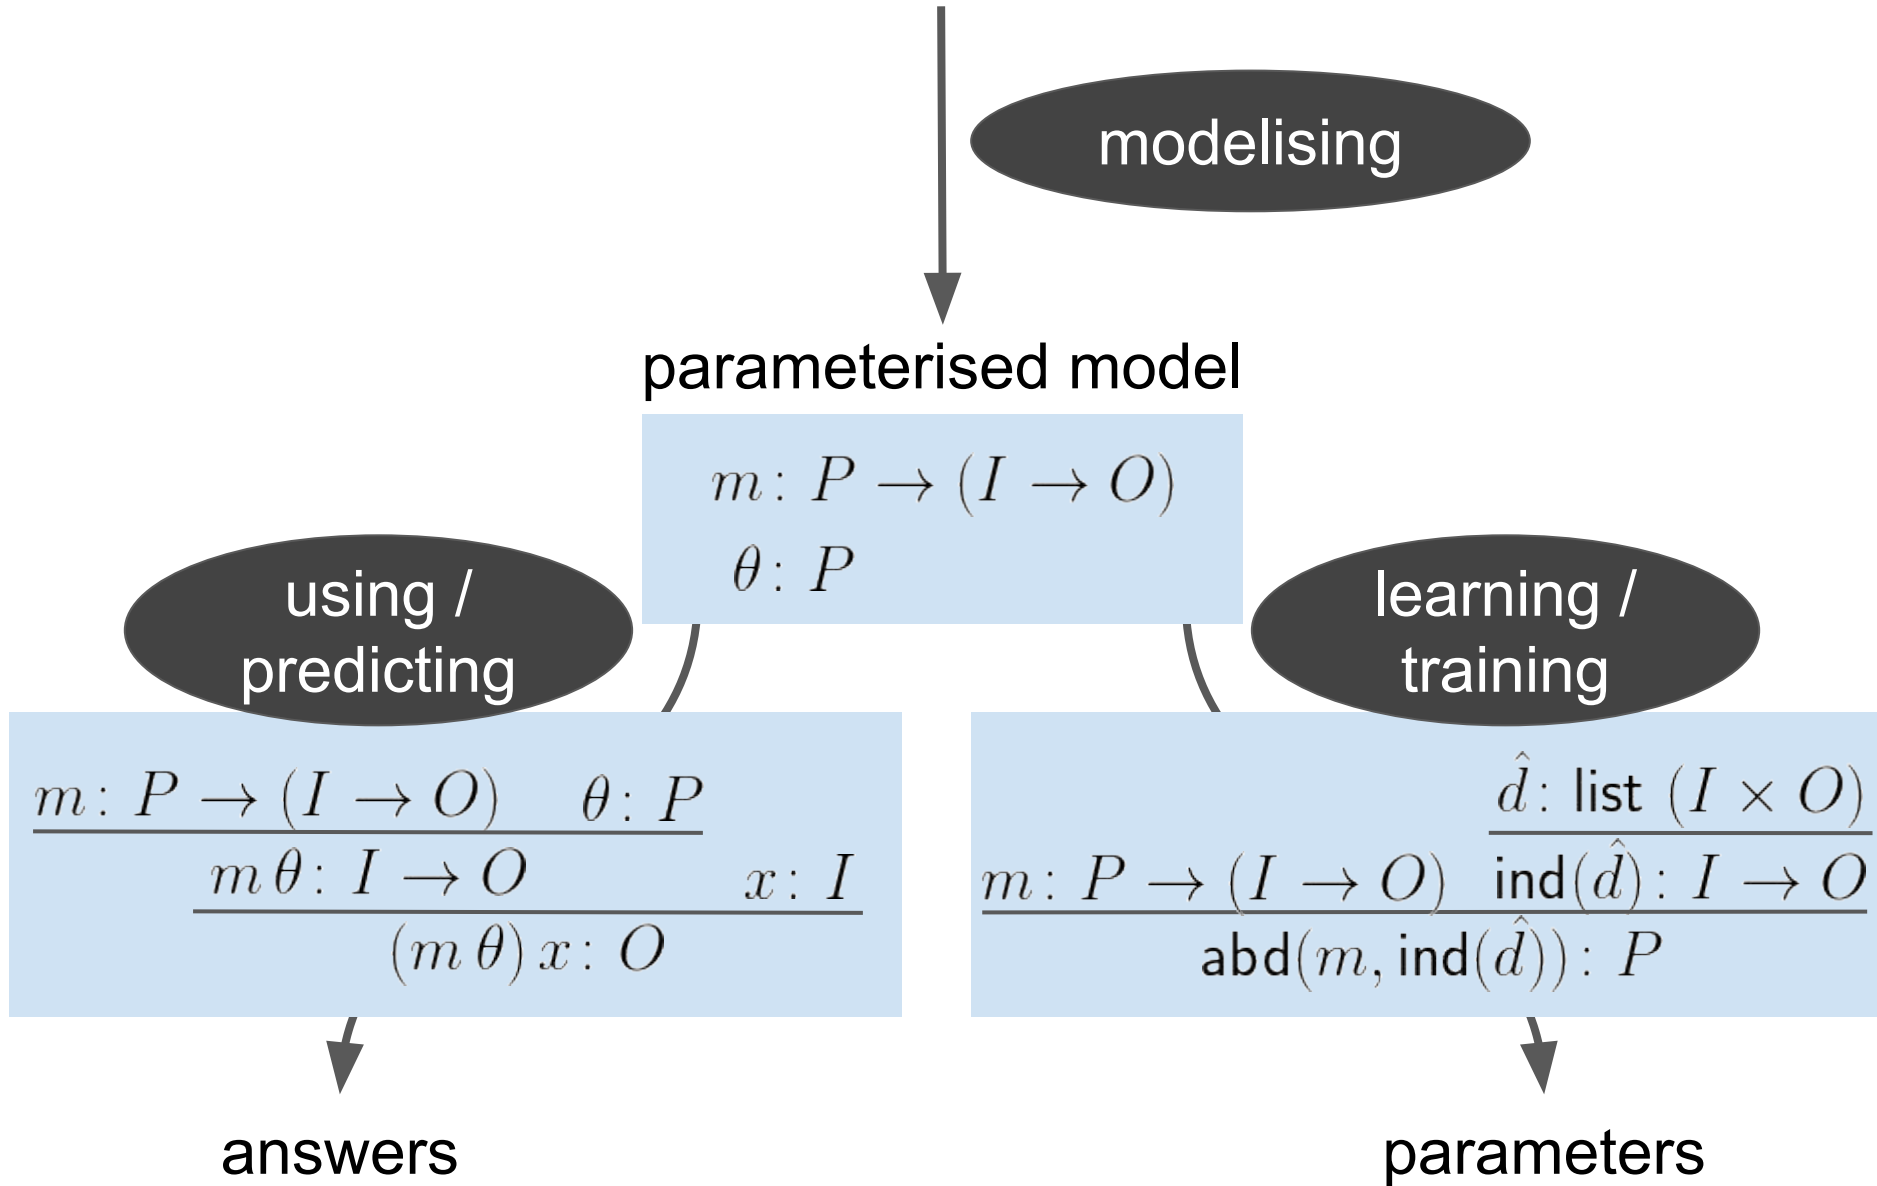 modelising
parameterised model
m : P → (I → O)
θ : P
using /
predicting
learning /
training
m : P → (I → O)    θ : P
m θ : I → O    x : I
(m θ) x : O
d̂ : list (I × O)
m : P → (I → O)    ind(d̂) : I → O
abd(m, ind(d̂)) : P
answers
parameters